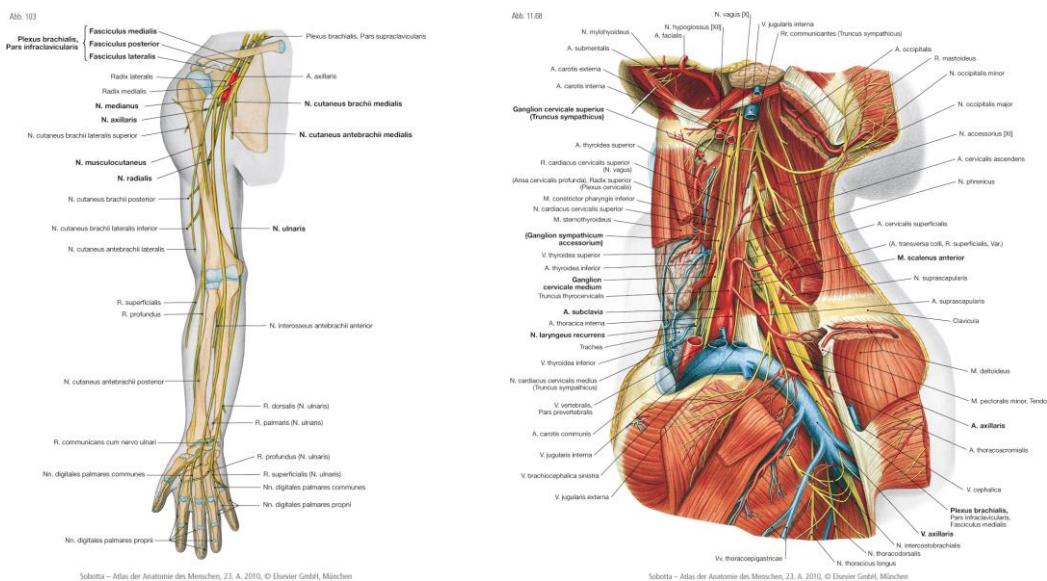 Abb. 103
Plexus brachialis,
Pars infraclavicularis
Fasciculus medialis
Fasciculus posterior
Fasciculus lateralis
Radix lateralis
Radix medialis
N. medianus
N. axillaris
N. cutaneus brachii lateralis superior
N. musculocutaneus
N. radialis
N. cutaneus brachii posterior
N. cutaneus brachii lateralis inferior
N. cutaneus antebrachii lateralis
R. superficialis
R. profundus
N. cutaneus antebrachii posterior
R. communicans cum nervo ulnari
Nn. digitales palmares communes
Nn. digitales palmares proprii
Plexus brachialis, Pars supraclavicularis
A. axillaris
N. cutaneus brachii medialis
N. cutaneus antebrachii medialis
N. ulnaris
N. interosseus antebrachii anterior
R. dorsalis (N. ulnaris)
R. palmaris (N. ulnaris)
R. profundus (N. ulnaris)
R. superficialis (N. ulnaris)
Nn. digitales palmares communes
Nn. digitales palmares proprii
Sobotta – Atlas der Anatomie des Menschen, 23. A. 2010, © Elsevier GmbH, München
Abb. 11.68
N. vagus [X]
N. hypoglossus [XII]
V. jugularis interna
N. mylohyoideus
A. facialis
Rr. communicantes (Truncus sympathicus)
A. submentalis
A. carotis externa
A. carotis interna
Ganglion cervicale superius
(Truncus sympathicus)
A. thyroidea superior
R. cardiacus cervicalis superior
(N. vagus)
(Ansa cervicalis profunda), Radix superior
(Plexus cervicalis)
M. constrictor pharyngis inferior
N. cardiacus cervicalis superior
M. sternothyroideus
(Ganglion sympathicum
accessorium)
V. thyroidea superior
A. thyroidea inferior
Ganglion
cervicale medium
Truncus thyrocervicalis
A. subclavia
A. thoracica interna
N. laryngeus recurrens
Trachea
V. thyroidea inferior
N. cardiacus cervicalis medius
(Truncus sympathicus)
V. vertebralis,
Pars prevertebralis
A. carotis communis
V. jugularis interna
V. brachiocephalica sinistra
V. jugularis externa
A. occipitalis
R. mastoideus
N. occipitalis minor
N. occipitalis major
N. accessorius [XI]
A. cervicalis ascendens
N. phrenicus
A. cervicalis superficialis
(A. transversa colli, R. superficialis, Var.)
M. scalenus anterior
N. suprascapularis
A. suprascapularis
Clavicula
M. deltoideus
M. pectoralis minor, Tendo
A. axillaris
A. thoracoacromialis
V. cephalica
Plexus brachialis,
Pars infraclavicularis,
Fasciculus medialis
V. axillaris
N. intercostobrachialis
N. thoracodorsalis
N. thoracicus longus
Vv. thoracoepigastricae
Sobotta – Atlas der Anatomie des Menschen, 23. A. 2010, © Elsevier GmbH, München